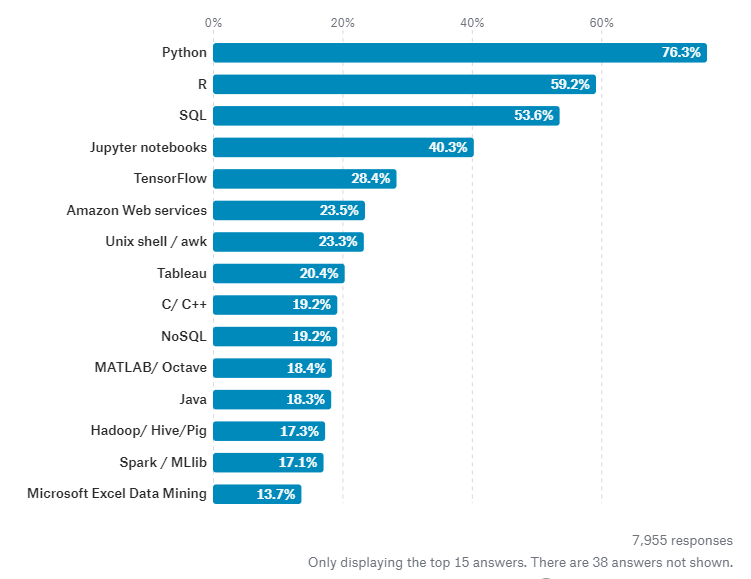 0% 20% 40% 60%
Python 76.3%
R 59.2%
SQL 53.6%
Jupyter notebooks 40.3%
TensorFlow 28.4%
Amazon Web services 23.5%
Unix shell / awk 23.3%
Tableau 20.4%
C/ C++ 19.2%
NoSQL 19.2%
MATLAB/ Octave 18.4%
Java 18.3%
Hadoop/ Hive/Pig 17.3%
Spark / MLlib 17.1%
Microsoft Excel Data Mining 13.7%
7,955 responses
Only displaying the top 15 answers. There are 38 answers not shown.